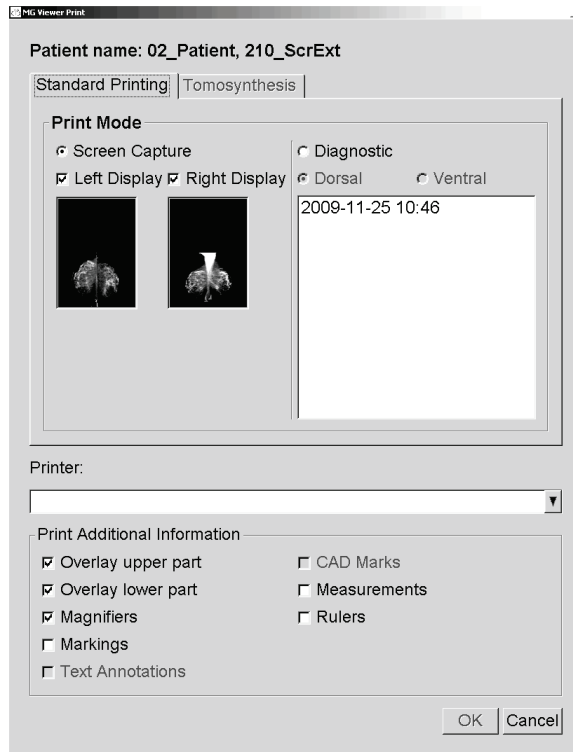 MG Viewer Print
Patient name: 02_Patient, 210_ScrExt
Standard Printing Tomosynthesis
Print Mode
Screen Capture
Left Display Right Display
Diagnostic
Dorsal Ventral
2009-11-25 10:46
Printer:
Print Additional Information
Overlay upper part
Overlay lower part
Magnifiers
Markings
Text Annotations
CAD Marks
Measurements
Rulers
OK Cancel